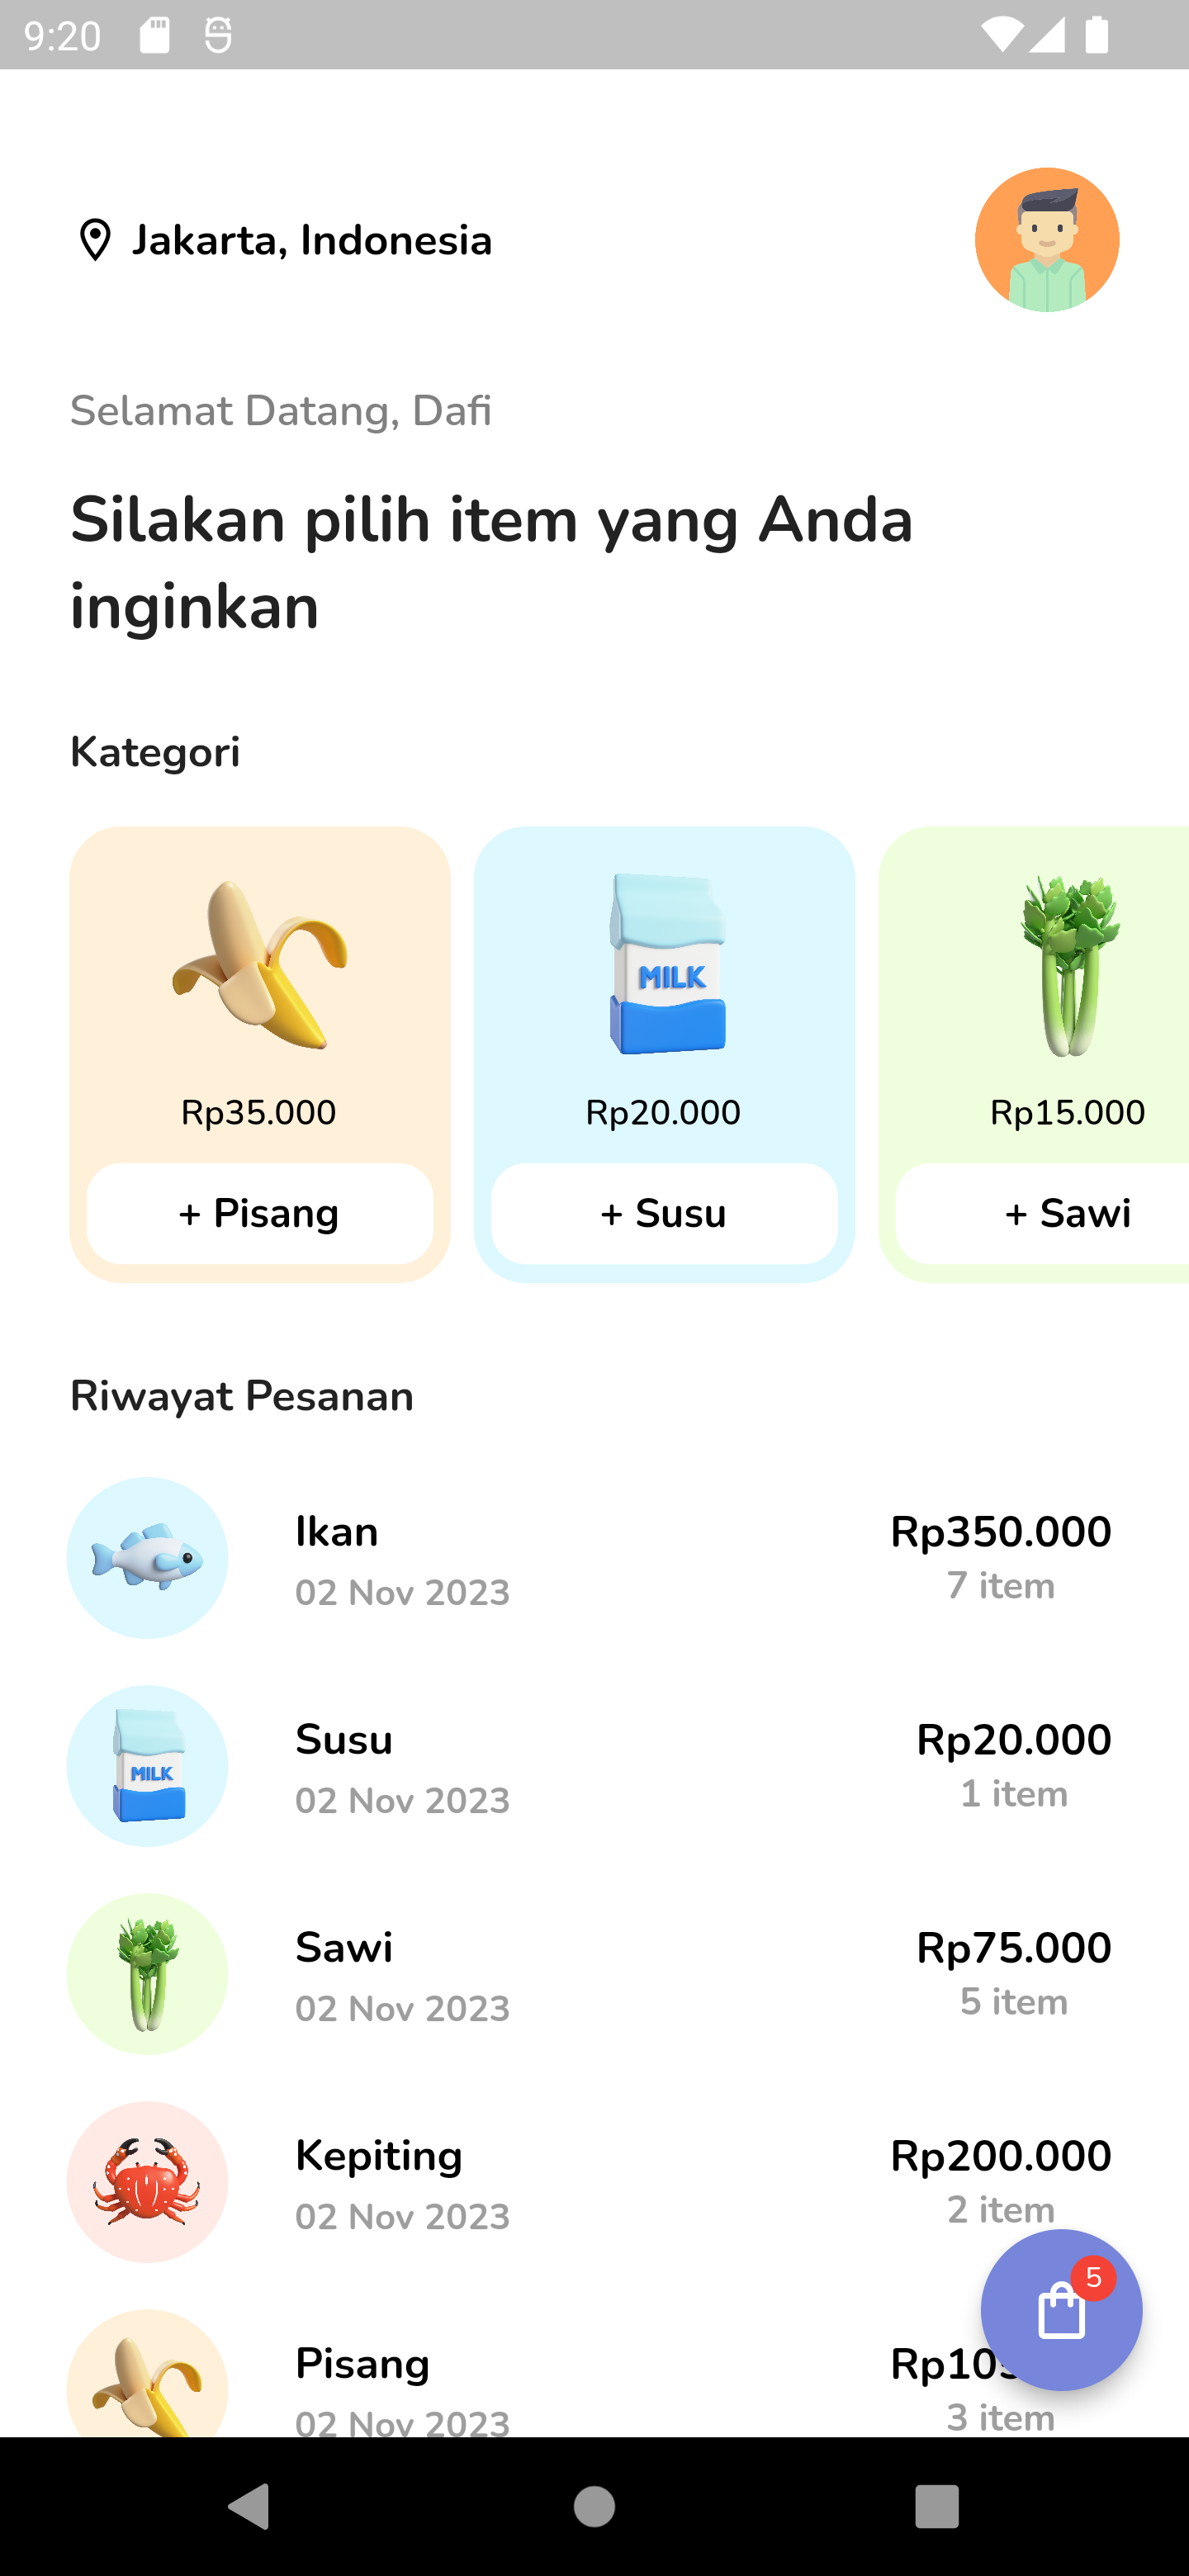 9:20
Jakarta, Indonesia
Selamat Datang, Dafi
Silakan pilih item yang Anda
inginkan
Kategori
MILK
Rp35.000
Rp20.000
Rp15.000
+ Pisang
+ Susu
+ Sawi
Riwayat Pesanan
Ikan
Rp350.000
02 Nov 2023
7 item
Susu
Rp20.000
MILK
02 Nov 2023
1 item
Sawi
Rp75.000
02 Nov 2023
5 item
Kepiting
Rp200.000
02 Nov 2023
2 item
5
Pisang
02 Nov 2023
3 item